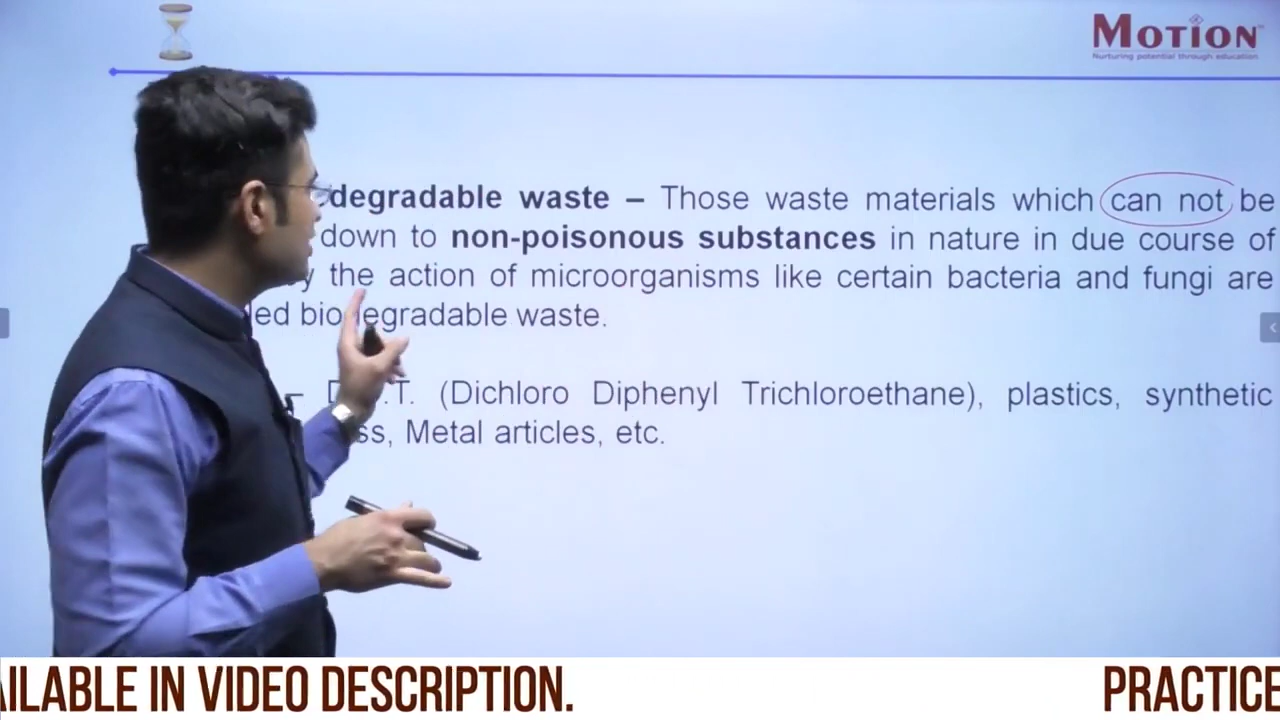 MOTION
Nurturing potential through education
degradable waste – Those waste materials which can not be
down to non-poisonous substances in nature in due course of
the action of microorganisms like certain bacteria and fungi are
biodegradable waste.
– (Dichloro Diphenyl Trichloroethane), plastics, synthetic
Metal articles, etc.
AILABLE IN VIDEO DESCRIPTION. PRACTICE